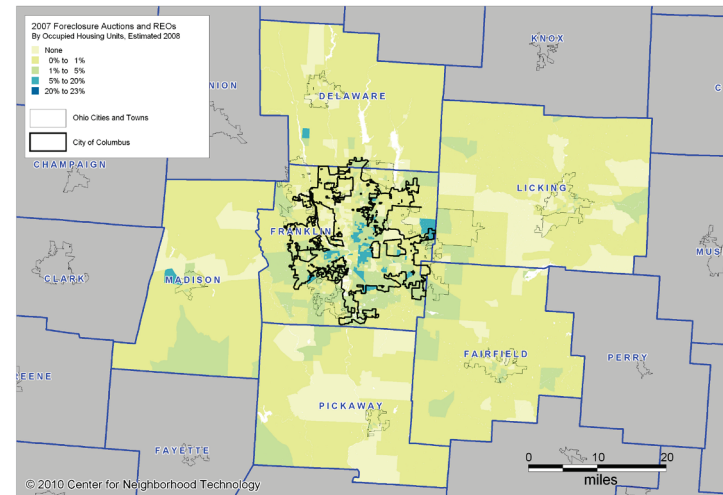 2007 Foreclosure Auctions and REOs
By Occupied Housing Units, Estimated 2008
None
0% to 1%
1% to 5%
5% to 20%
20% to 23%
Ohio Cities and Towns
City of Columbus
KNOX
NION
DELAWARE
CHAMPAIGN
LICKING
FRANKLIN
MUS
CLARK
MADISON
FAIRFIELD
PERRY
EENE
PICKAWAY
FAYETTE
0 10 20
miles
© 2010 Center for Neighborhood Technology